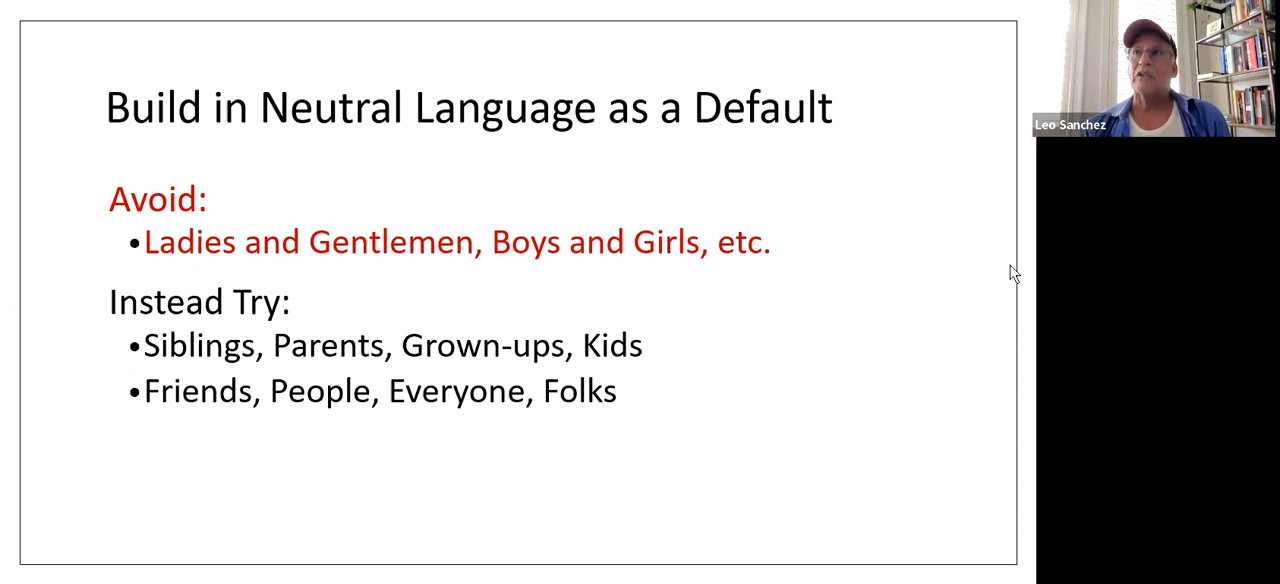 Build in Neutral Language as a Default
Avoid:
•Ladies and Gentlemen, Boys and Girls, etc.
Instead Try:
•Siblings, Parents, Grown-ups, Kids
•Friends, People, Everyone, Folks
Leo Sanchez